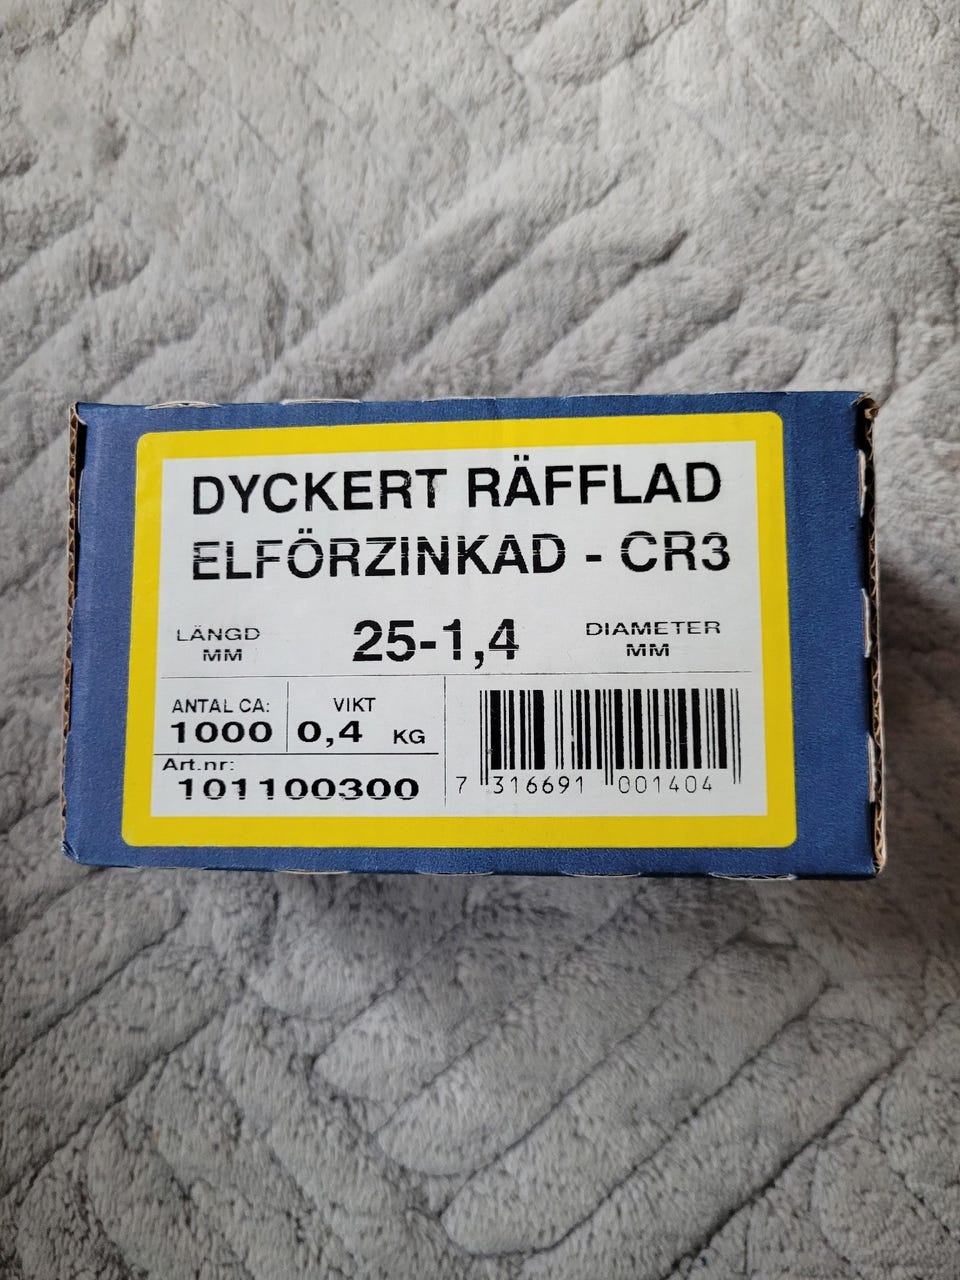 DYCKERT RÄFFLAD
ELFÖRZINKAD - CR3
LÄNGD
MM
25-1,4
DIAMETER
MM
ANTAL CA:
1000
VIKT
0,4 KG
Art.nr:
101100300
7 316691 001404